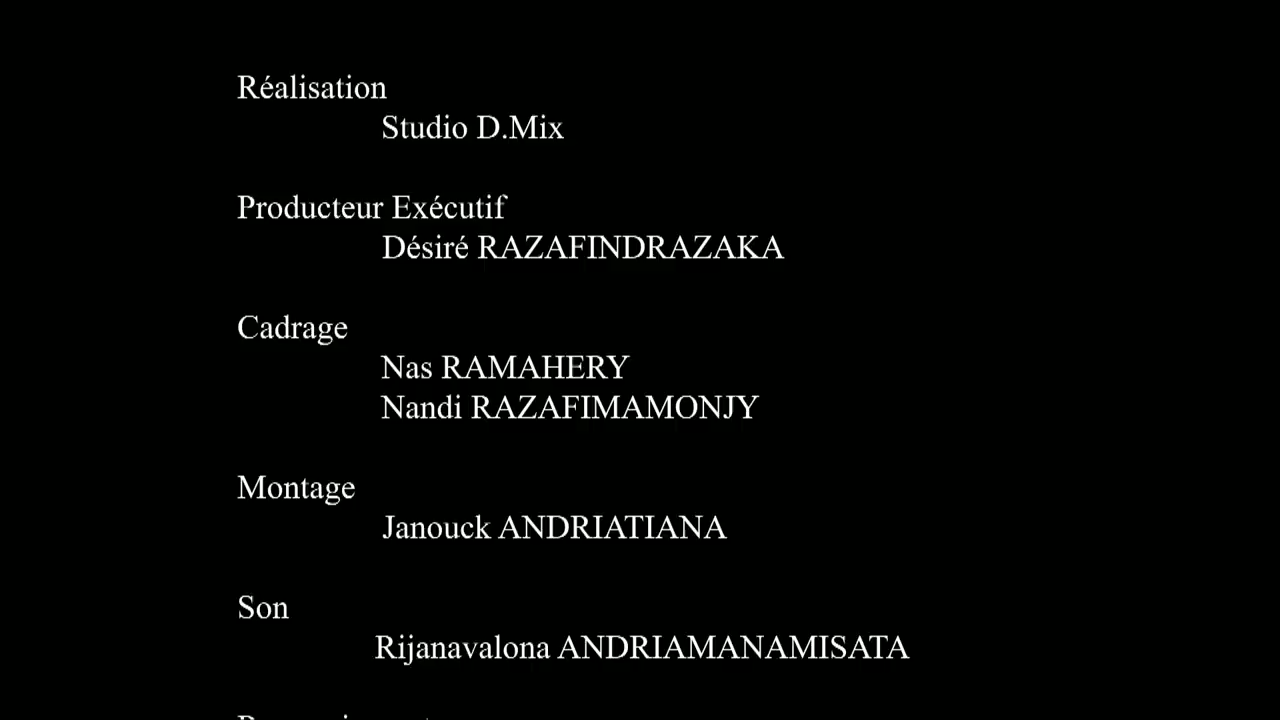 Réalisation
Studio D.Mix
Producteur Exécutif
Désiré RAZAFINDRAZAKA
Cadrage
Nas RAMAHERY
Nandi RAZAFIMAMONJY
Montage
Janouck ANDRIATIANA
Son
Rijanavalona ANDRIAMANAMISATA